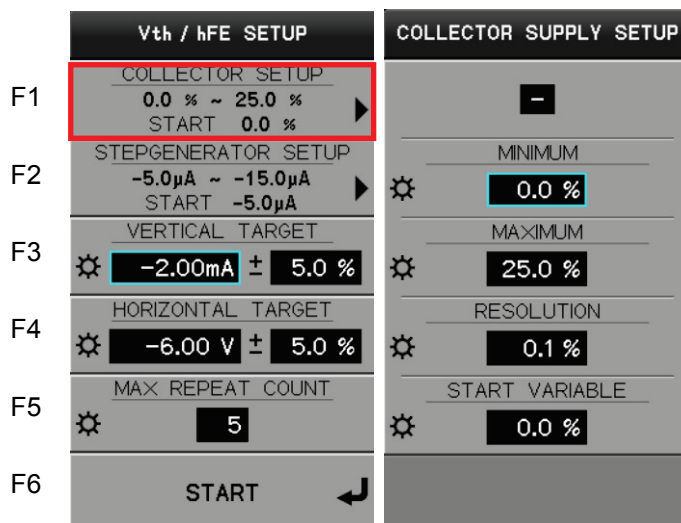 Vth / hFE SETUP
F1
COLLECTOR SETUP
0.0 % ~ 25.0 %
START 0.0 %
F2
STEPGENERATOR SETUP
-5.0µA ~ -15.0µA
START -5.0µA
F3
VERTICAL TARGET
-2.00mA ± 5.0 %
F4
HORIZONTAL TARGET
-6.00 V ± 5.0 %
F5
MAX REPEAT COUNT
5
F6
START
COLLECTOR SUPPLY SETUP
-
MINIMUM
0.0 %
MAXIMUM
25.0 %
RESOLUTION
0.1 %
START VARIABLE
0.0 %